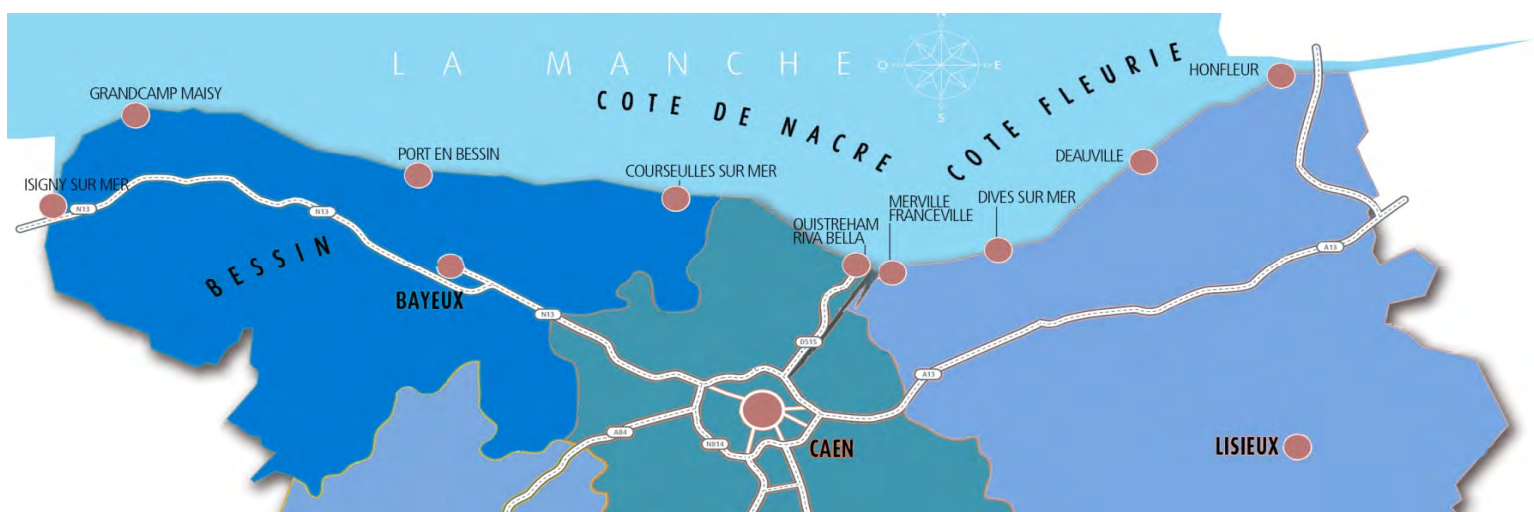 N
LA MANCHE
O
E
S
COTE DE NACRE
COTE FLEURIE
HONFLEUR
GRANDCAMP MAISY
PORT EN BESSIN
COURSEULLES SUR MER
DEAUVILLE
ISIGNY SUR MER
N13
N13
MERVILLE
FRANCEVILLE
DIVES SUR MER
OUISTREHAM
RIVA BELLA
A13
BESSIN
BAYEUX
N13
D515
A13
A84
N814
CAEN
LISIEUX